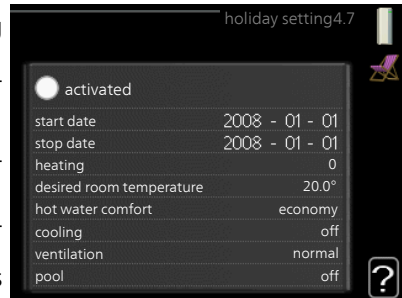 holiday setting4.7
activated
start date 2008 - 01 - 01
stop date 2008 - 01 - 01
heating 0
desired room temperature 20.0°
hot water comfort economy
cooling off
ventilation normal
pool off
?